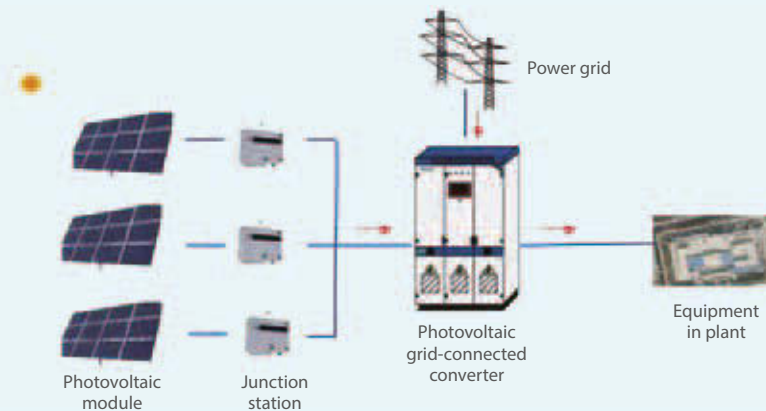 Power grid
Equipment
in plant
Photovoltaic
grid-connected
converter
Photovoltaic
module
Junction
station